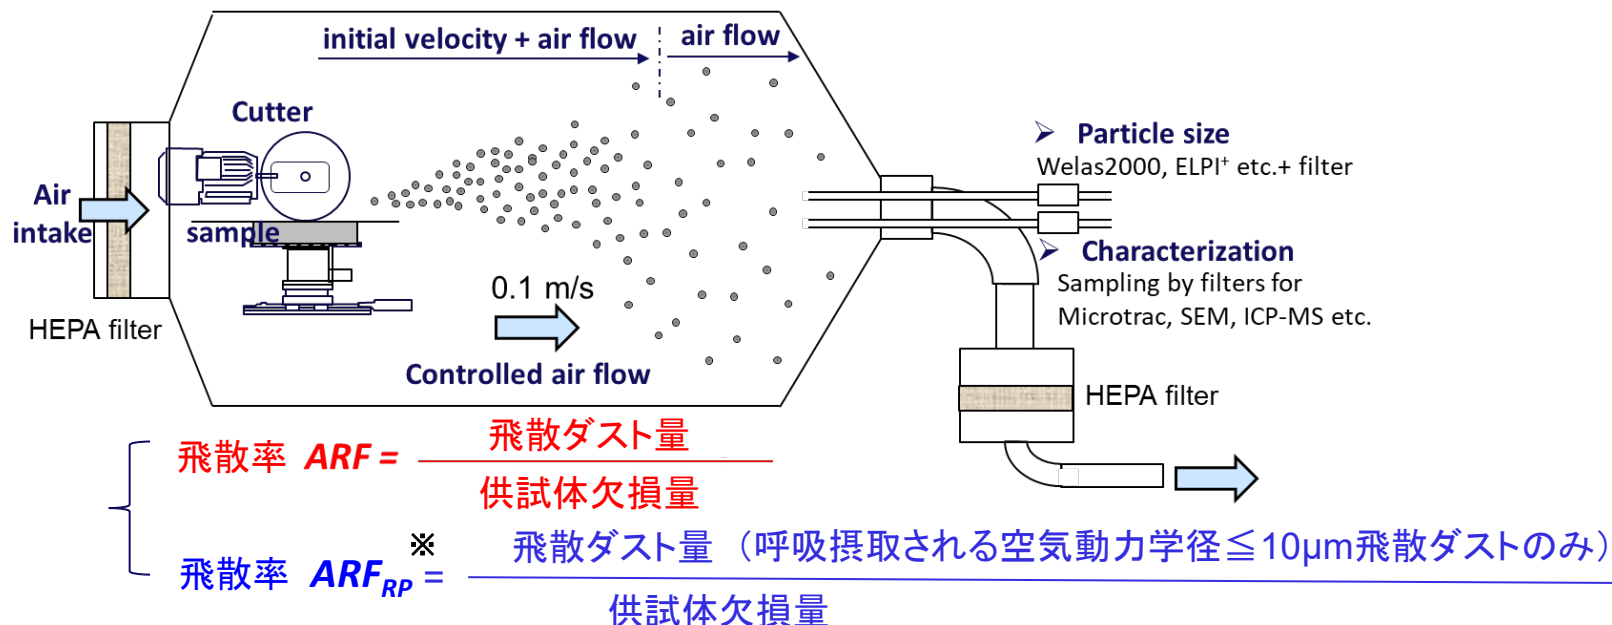 initial velocity + air flow
air flow
Cutter
Air
intake
sample
HEPA filter
0.1 m/s
Controlled air flow
➢ Particle size
Welas2000, ELPI⁺ etc.+ filter
➢ Characterization
Sampling by filters for
Microtrac, SEM, ICP-MS etc.
HEPA filter
飛散率 ARF =
飛散ダスト量
供試体欠損量
飛散率 ARF_RP ※ =
飛散ダスト量 （呼吸摂取される空気動力学径≦10μm飛散ダストのみ）
供試体欠損量